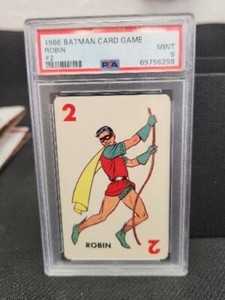 1966 BATMAN CARD GAME
ROBIN MINT
#2 9
PSA 69756298
2
ROBIN
2